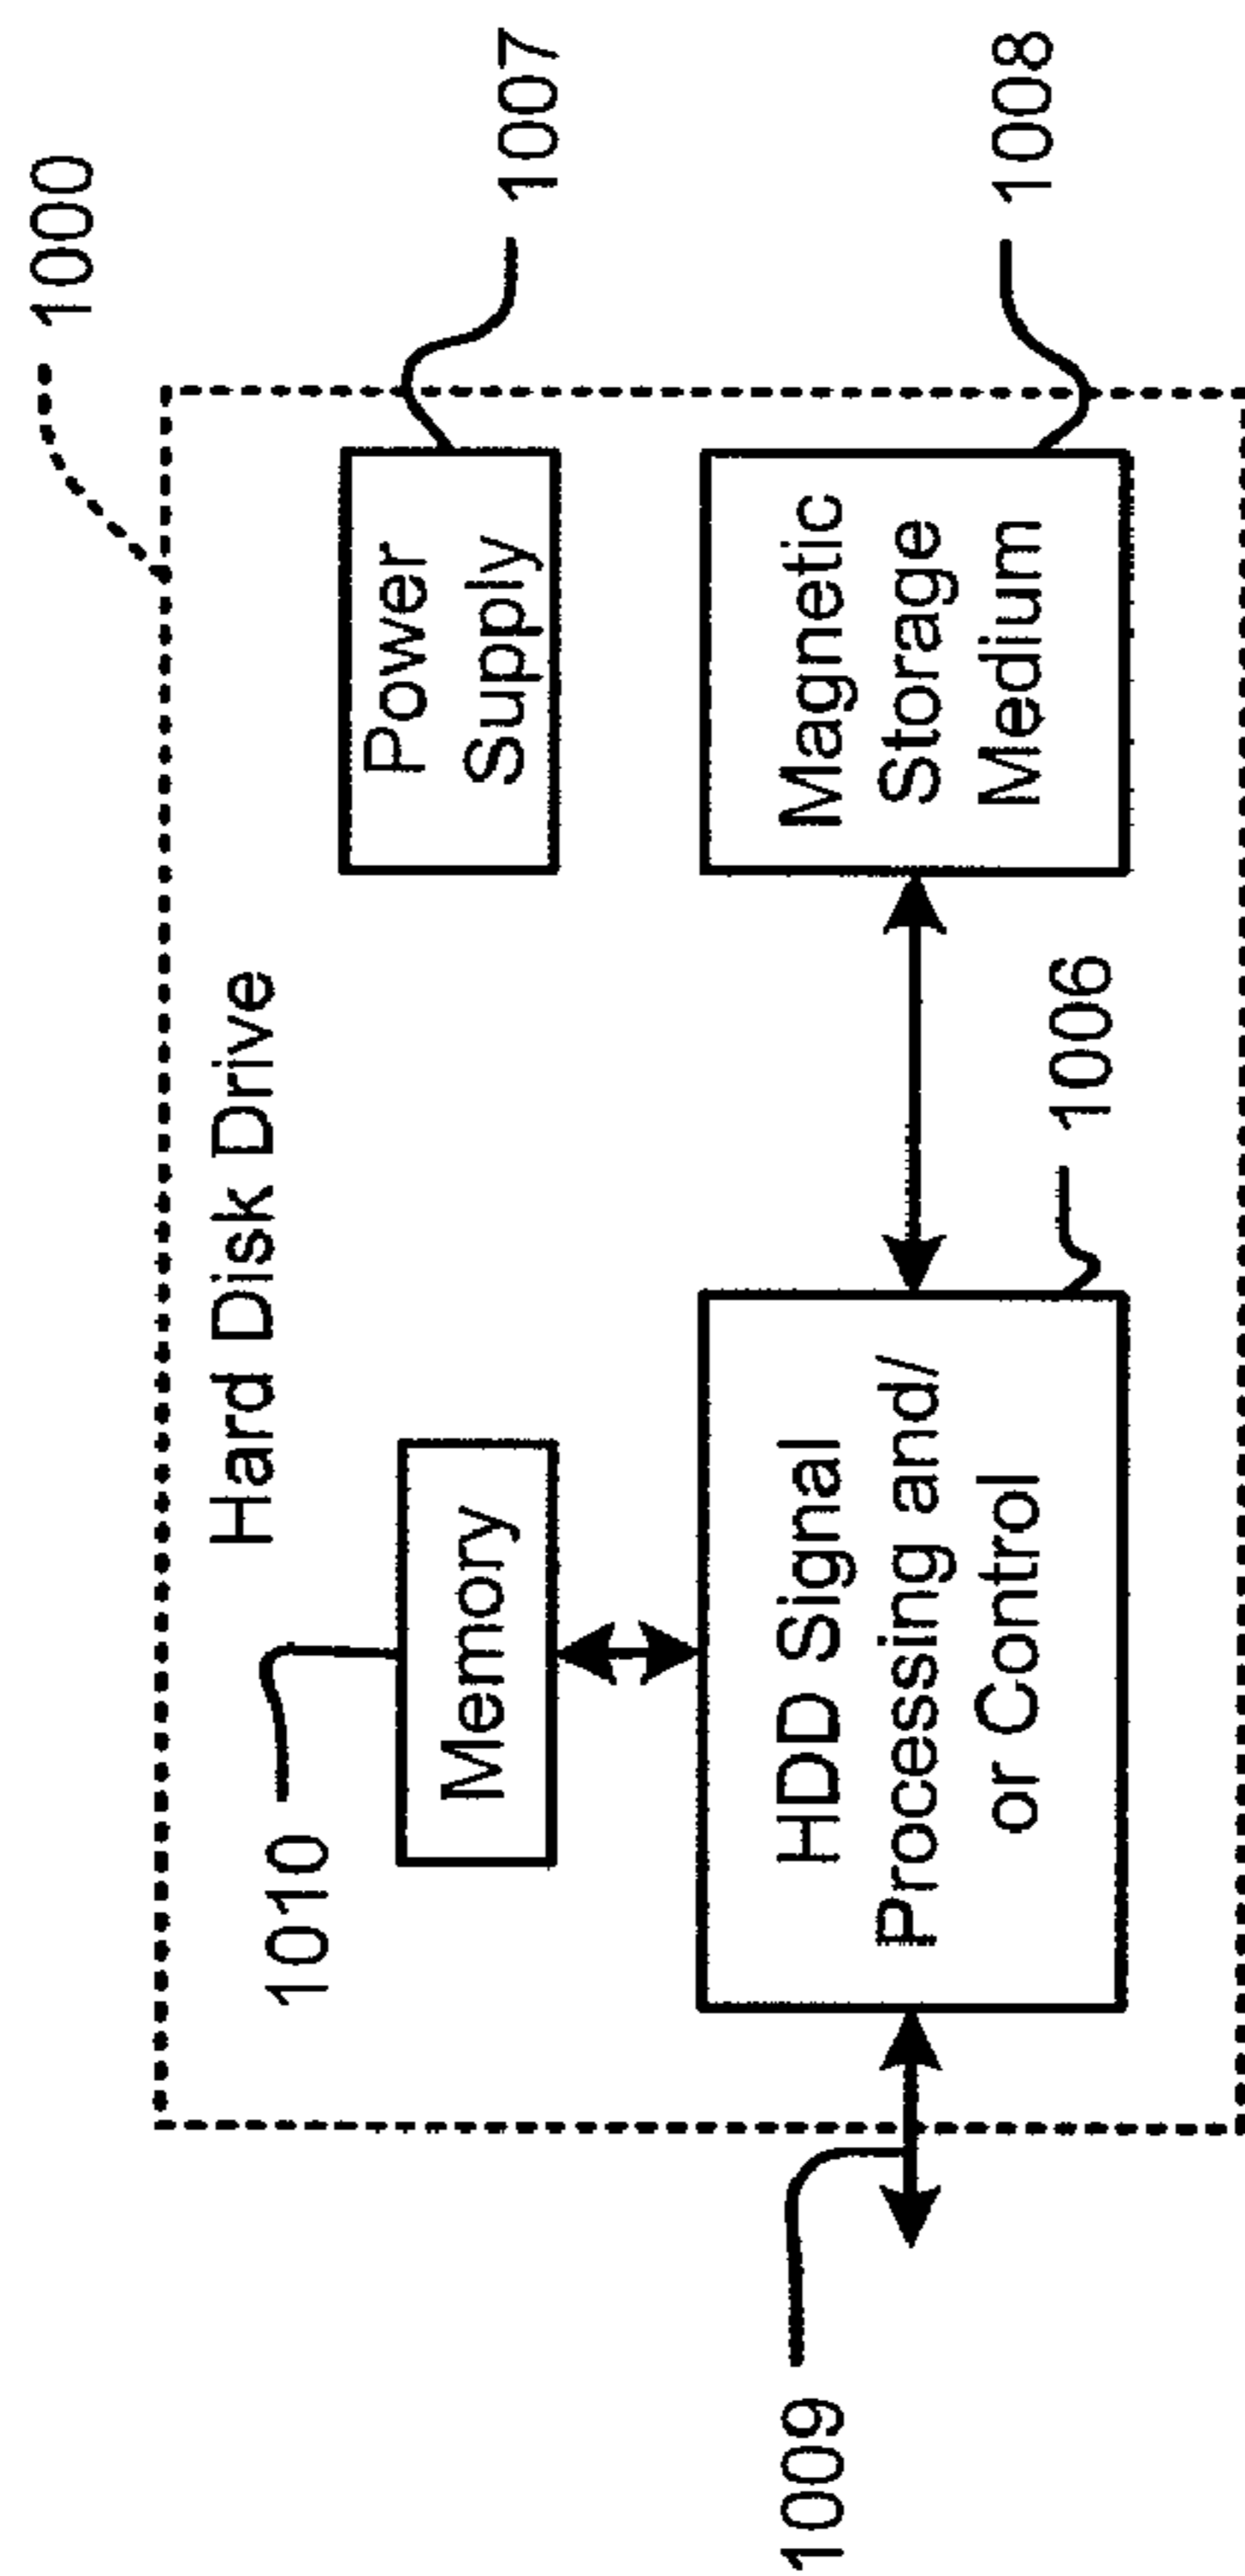 1000
Hard Disk Drive
1010
Memory
Power
Supply
1007
HDD Signal
Processing and/
or Control
1006
Magnetic
Storage
Medium
1008
1009